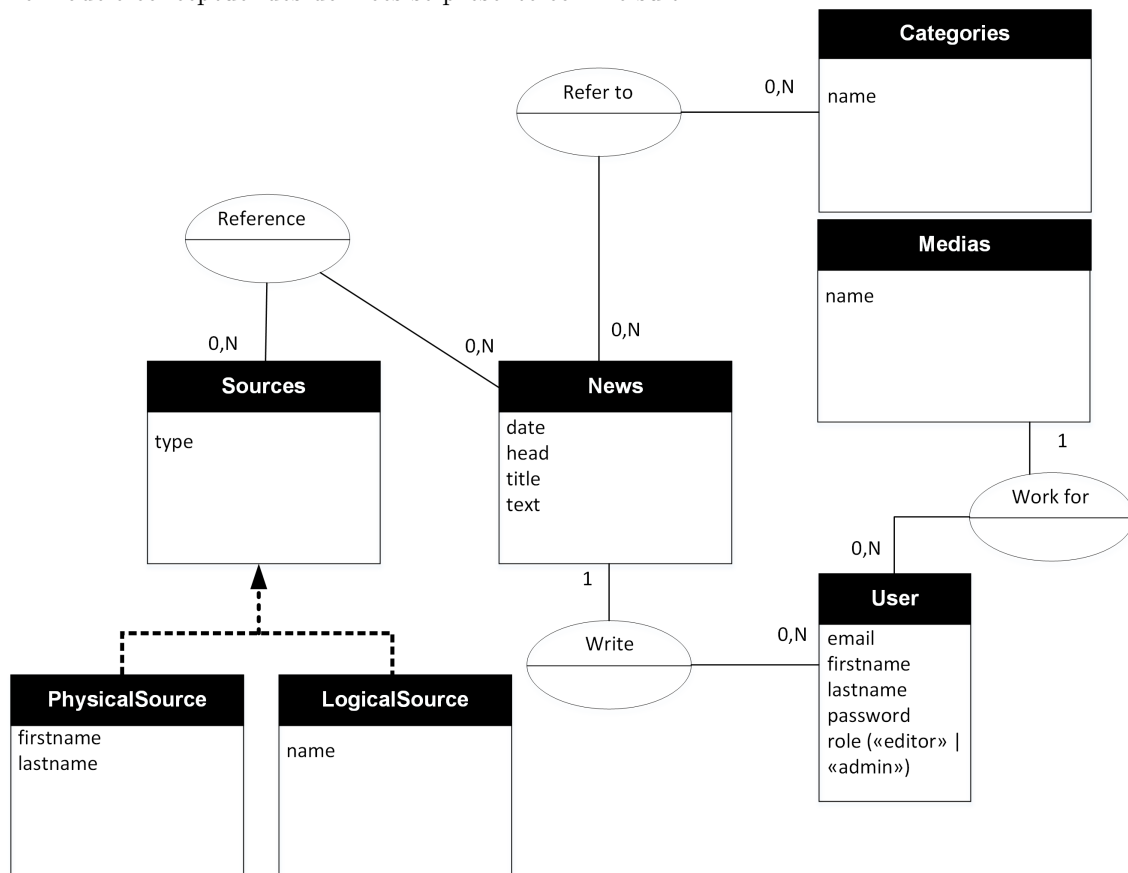 Categories
name
0,N
Refer to
Reference
Medias
name
0,N
0,N
0,N
Sources
type
News
date
head
title
text
1
Work for
0,N
1
Write
0,N
User
email
firstname
lastname
password
role («editor» |
«admin»)
PhysicalSource
firstname
lastname
LogicalSource
name